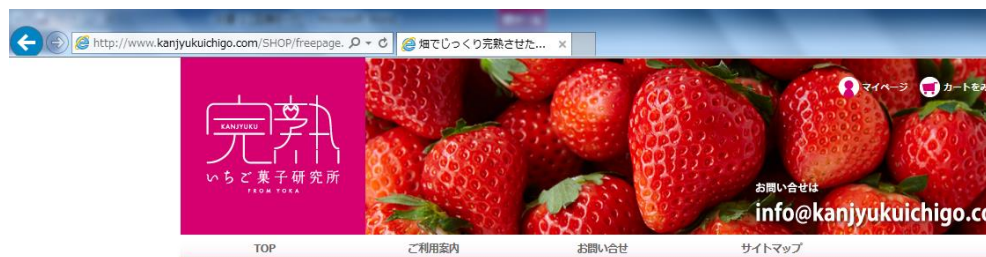 http://www.kanjyukuichigo.com/SHOP/freepage.
畑でじっくり完熟させた...
マイページ
カートをみ
完熟
KANJYUKU
いちご菓子研究所
FROM YOKA
お問い合せは
info@kanjyukuichigo.co
TOP
ご利用案内
お問い合せ
サイトマップ